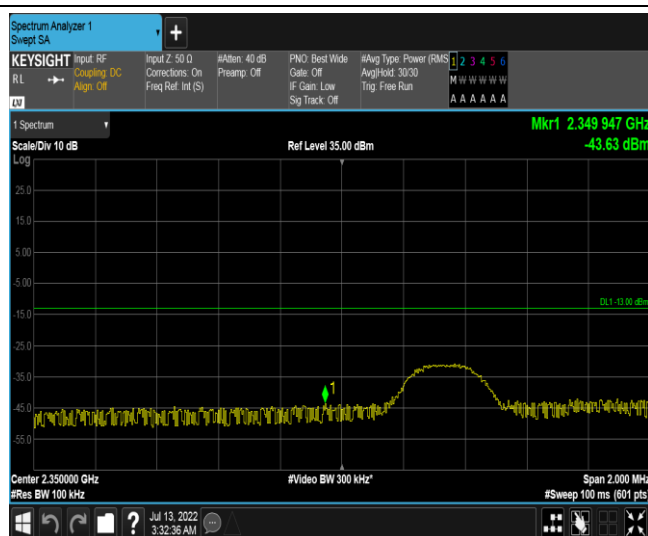 Spectrum Analyzer 1
Swept SA
+
KEYSIGHT
RL
LXI
Input: RF
Coupling: DC
Align: Off
Input Z: 50 Ω
Corrections: On
Freq Ref: Int (S)
#Atten: 40 dB
Preamp: Off
PNO: Best Wide
Gate: Off
IF Gain: Low
Sig Track: Off
#Avg Type: Power (RMS
Avg|Hold: 30/30
Trig: Free Run
1 2 3 4 5 6
M W W W W W
A A A A A A
1 Spectrum
Scale/Div 10 dB
Ref Level 35.00 dBm
Mkr1 2.349 947 GHz
-43.63 dBm
Log
25.0
15.0
5.00
-5.00
DL1 -13.00 dBm
-15.0
-25.0
-35.0
1
-45.0
-55.0
Center 2.350000 GHz
#Video BW 300 kHz*
Span 2.000 MHz
#Res BW 100 kHz
#Sweep 100 ms (601 pts)
?
Jul 13, 2022
3:32:36 AM